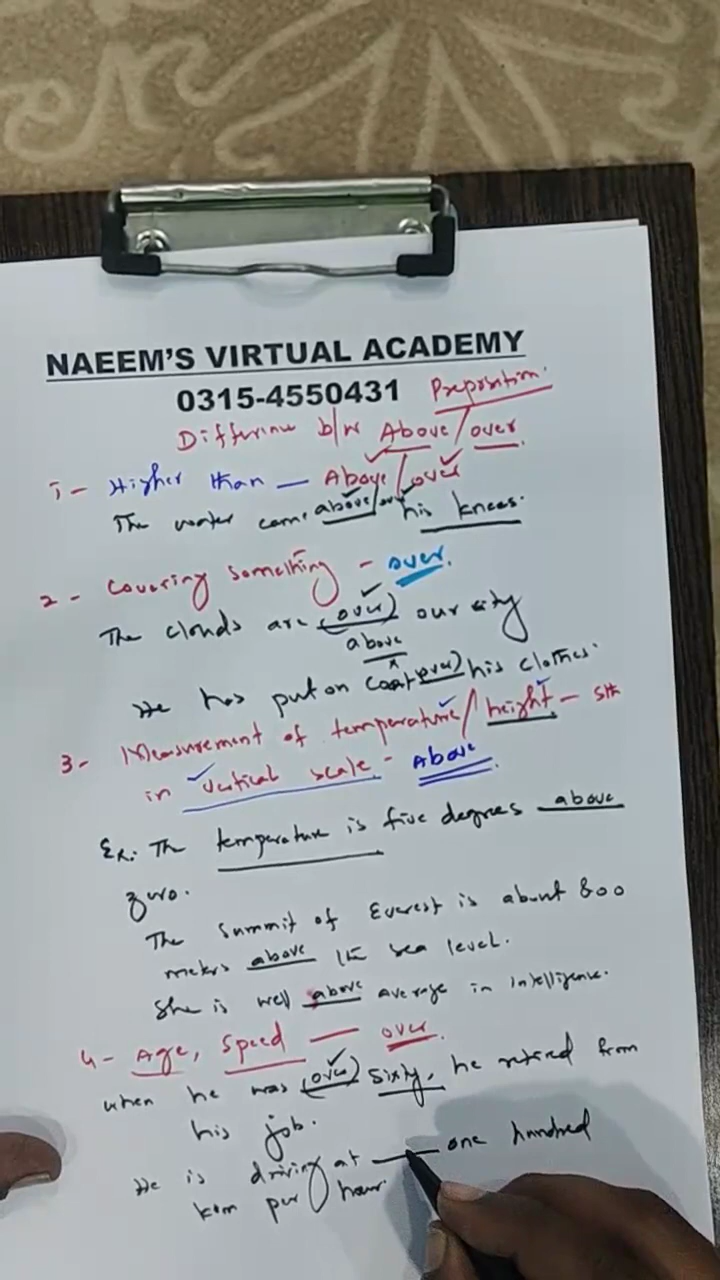 NAEEM'S VIRTUAL ACADEMY
0315-4550431 Preposition.
Difference b/w Above/over
1- Higher than — Above/over
The water came above/over his knees.
2- Covering something - over.
The clouds are (over) our city
above
He has put on coat (over) his clothes.
3- Measurement of temperature/height -
in vertical scale - Above
Ex: The temperature is five degrees above
zero.
The summit of Everest is about 800
meters above the sea level.
She is well above average in intelligence.
4- Age, Speed — over
when he was (over) sixty, he retired from
his job.
He is driving at — one hundred
per hour.